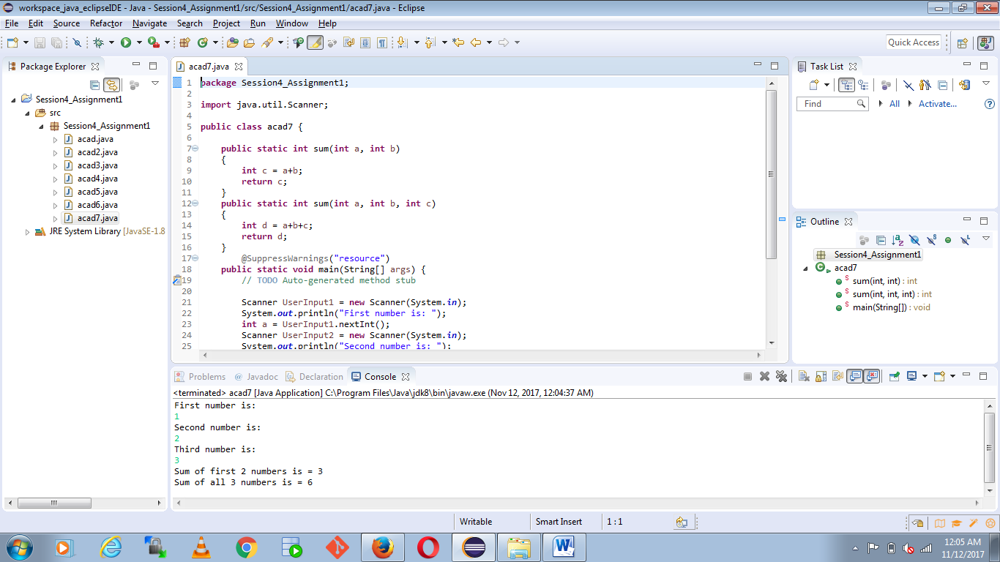 workspace_java_eclipseIDE - Java - Session4_Assignment1/src/Session4_Assignment1/acad7.java - Eclipse
File Edit Source Refactor Navigate Search Project Run Window Help
Quick Access
Package Explorer
Session4_Assignment1
src
Session4_Assignment1
acad.java
acad2.java
acad3.java
acad4.java
acad5.java
acad6.java
acad7.java
JRE System Library [JavaSE-1.8
acad7.java
1 package Session4_Assignment1;
2
3 import java.util.Scanner;
4
5 public class acad7 {
6
7 public static int sum(int a, int b)
8 {
9 int c = a+b;
10 return c;
11 }
12 public static int sum(int a, int b, int c)
13 {
14 int d = a+b+c;
15 return d;
16 }
17 @SuppressWarnings("resource")
18 public static void main(String[] args) {
19 // TODO Auto-generated method stub
20
21 Scanner UserInput1 = new Scanner(System.in);
22 System.out.println("First number is: ");
23 int a = UserInput1.nextInt();
24 Scanner UserInput2 = new Scanner(System.in);
25 System.out.println("Second number is: ");
Task List
Find All Activate...
Outline
Session4_Assignment1
acad7
sum(int, int) : int
sum(int, int, int) : int
main(String[]) : void
Problems @ Javadoc Declaration Console
<terminated> acad7 [Java Application] C:\Program Files\Java\jdk8\bin\javaw.exe (Nov 12, 2017, 12:04:37 AM)
First number is:
1
Second number is:
2
Third number is:
3
Sum of first 2 numbers is = 3
Sum of all 3 numbers is = 6
Writable Smart Insert 1 : 1
12:05 AM
11/12/2017